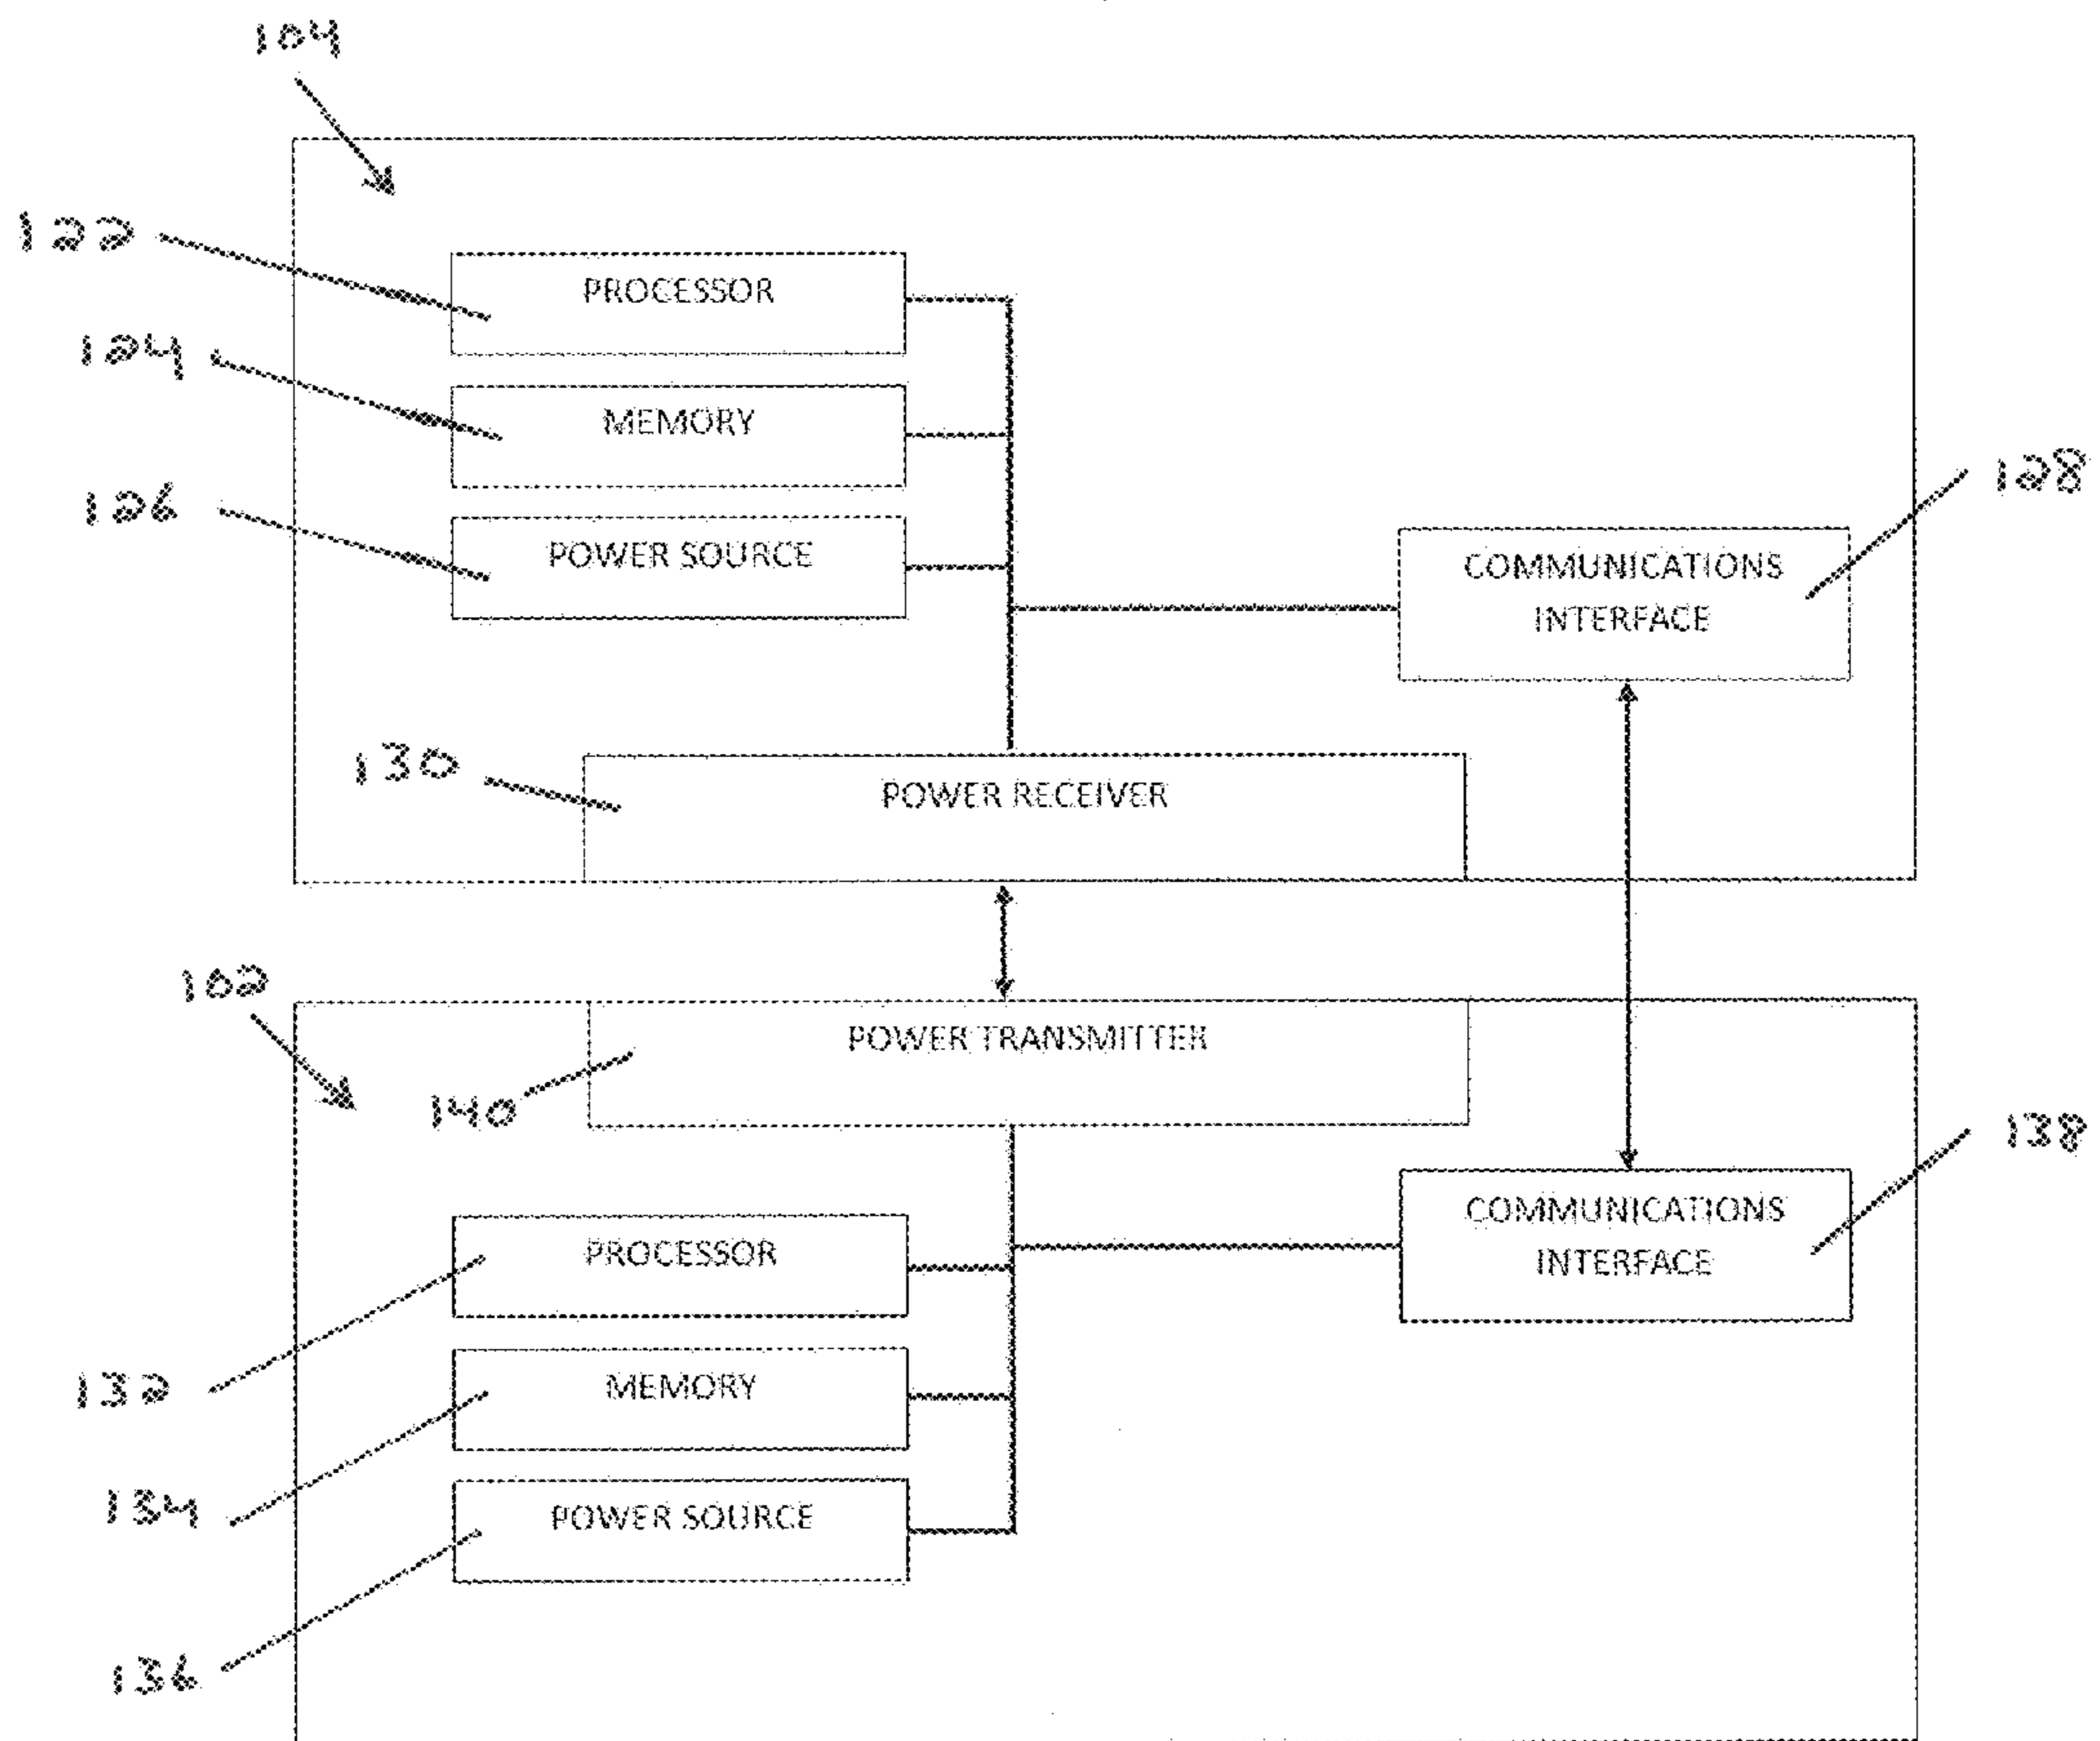 104
122
PROCESSOR
124
MEMORY
126
POWER SOURCE
128
COMMUNICATIONS
INTERFACE
130
POWER RECEIVER
102
POWER TRANSMITTER
140
138
COMMUNICATIONS
INTERFACE
PROCESSOR
132
MEMORY
134
POWER SOURCE
136